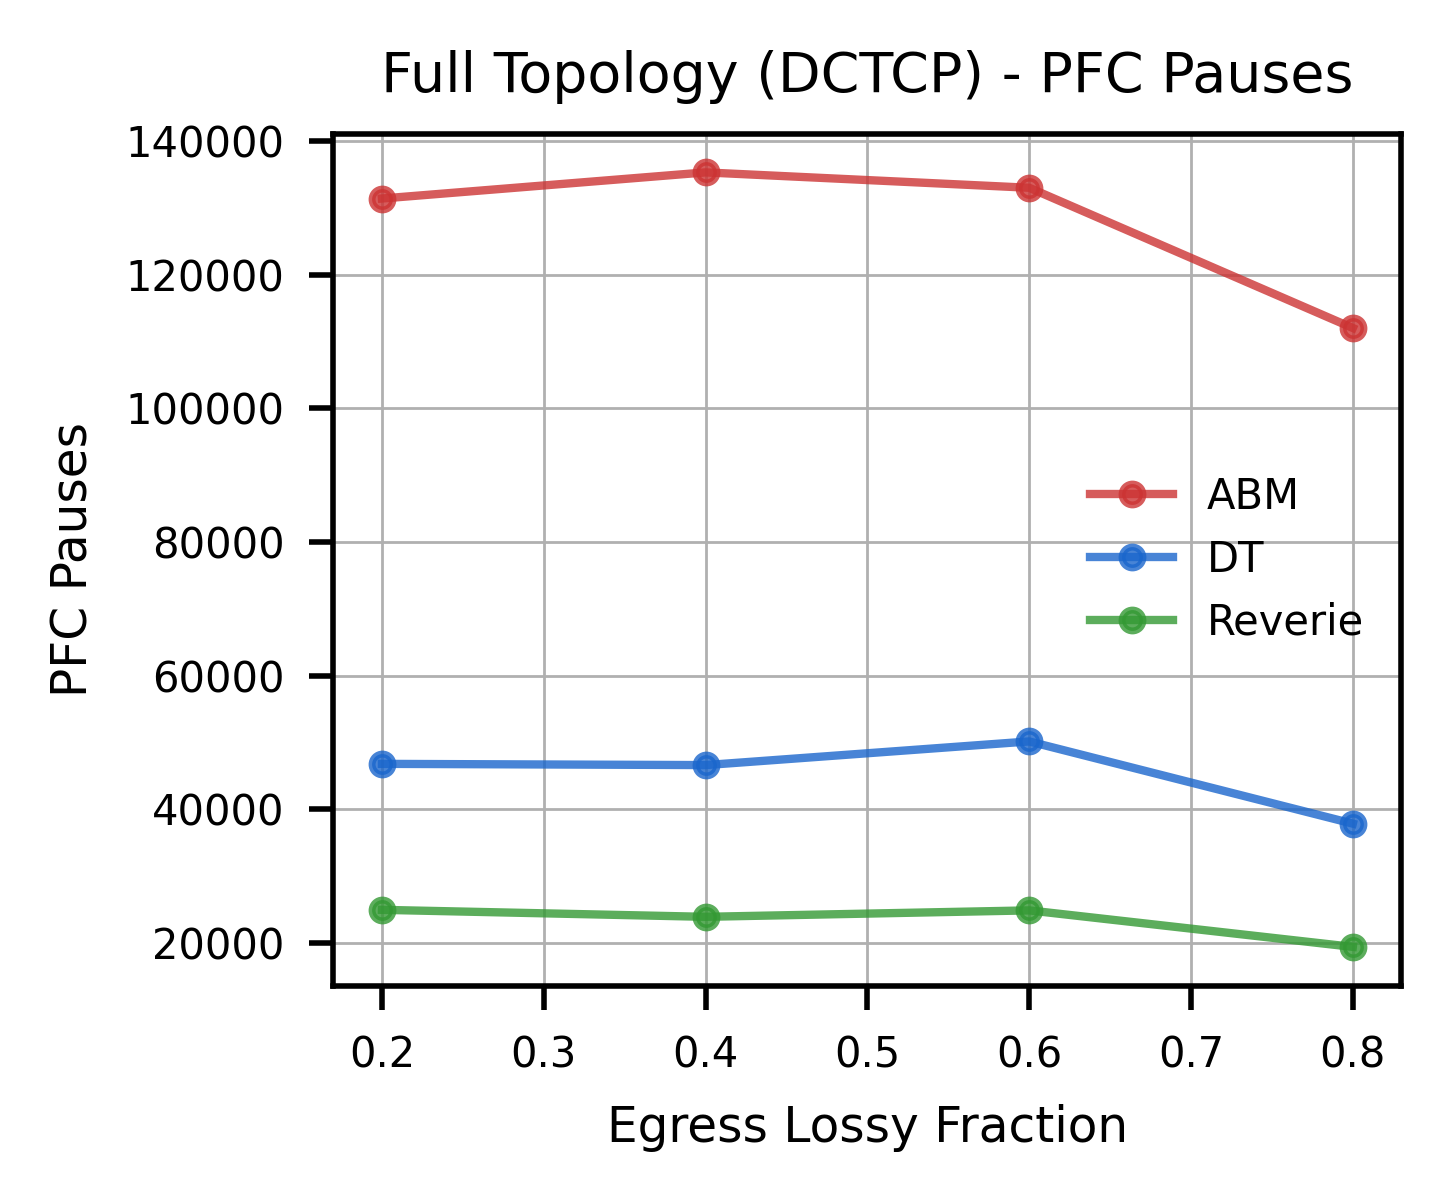 Full Topology (DCTCP) - PFC Pauses
140000
120000
100000
80000
60000
40000
20000
PFC Pauses
ABM
DT
Reverie
0.2 0.3 0.4 0.5 0.6 0.7 0.8
Egress Lossy Fraction